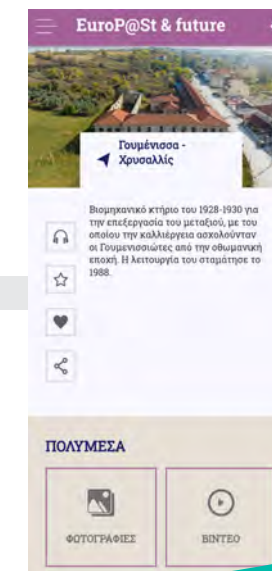 EuroP@St & future
Γουμένισσα -
Χρυσαλλίς
Βιομηχανικό κτήριο του 1928-1930 για
την επεξεργασία του μεταξιού, με του
οποίου την καλλιέργεια ασχολούνταν
οι Γουμενισσιώτες από την οθωμανική
εποχή. Η λειτουργία του σταμάτησε το
1988.
ΠΟΛΥΜΕΣΑ
ΦΩΤΟΓΡΑΦΙΕΣ
ΒΙΝΤΕΟ